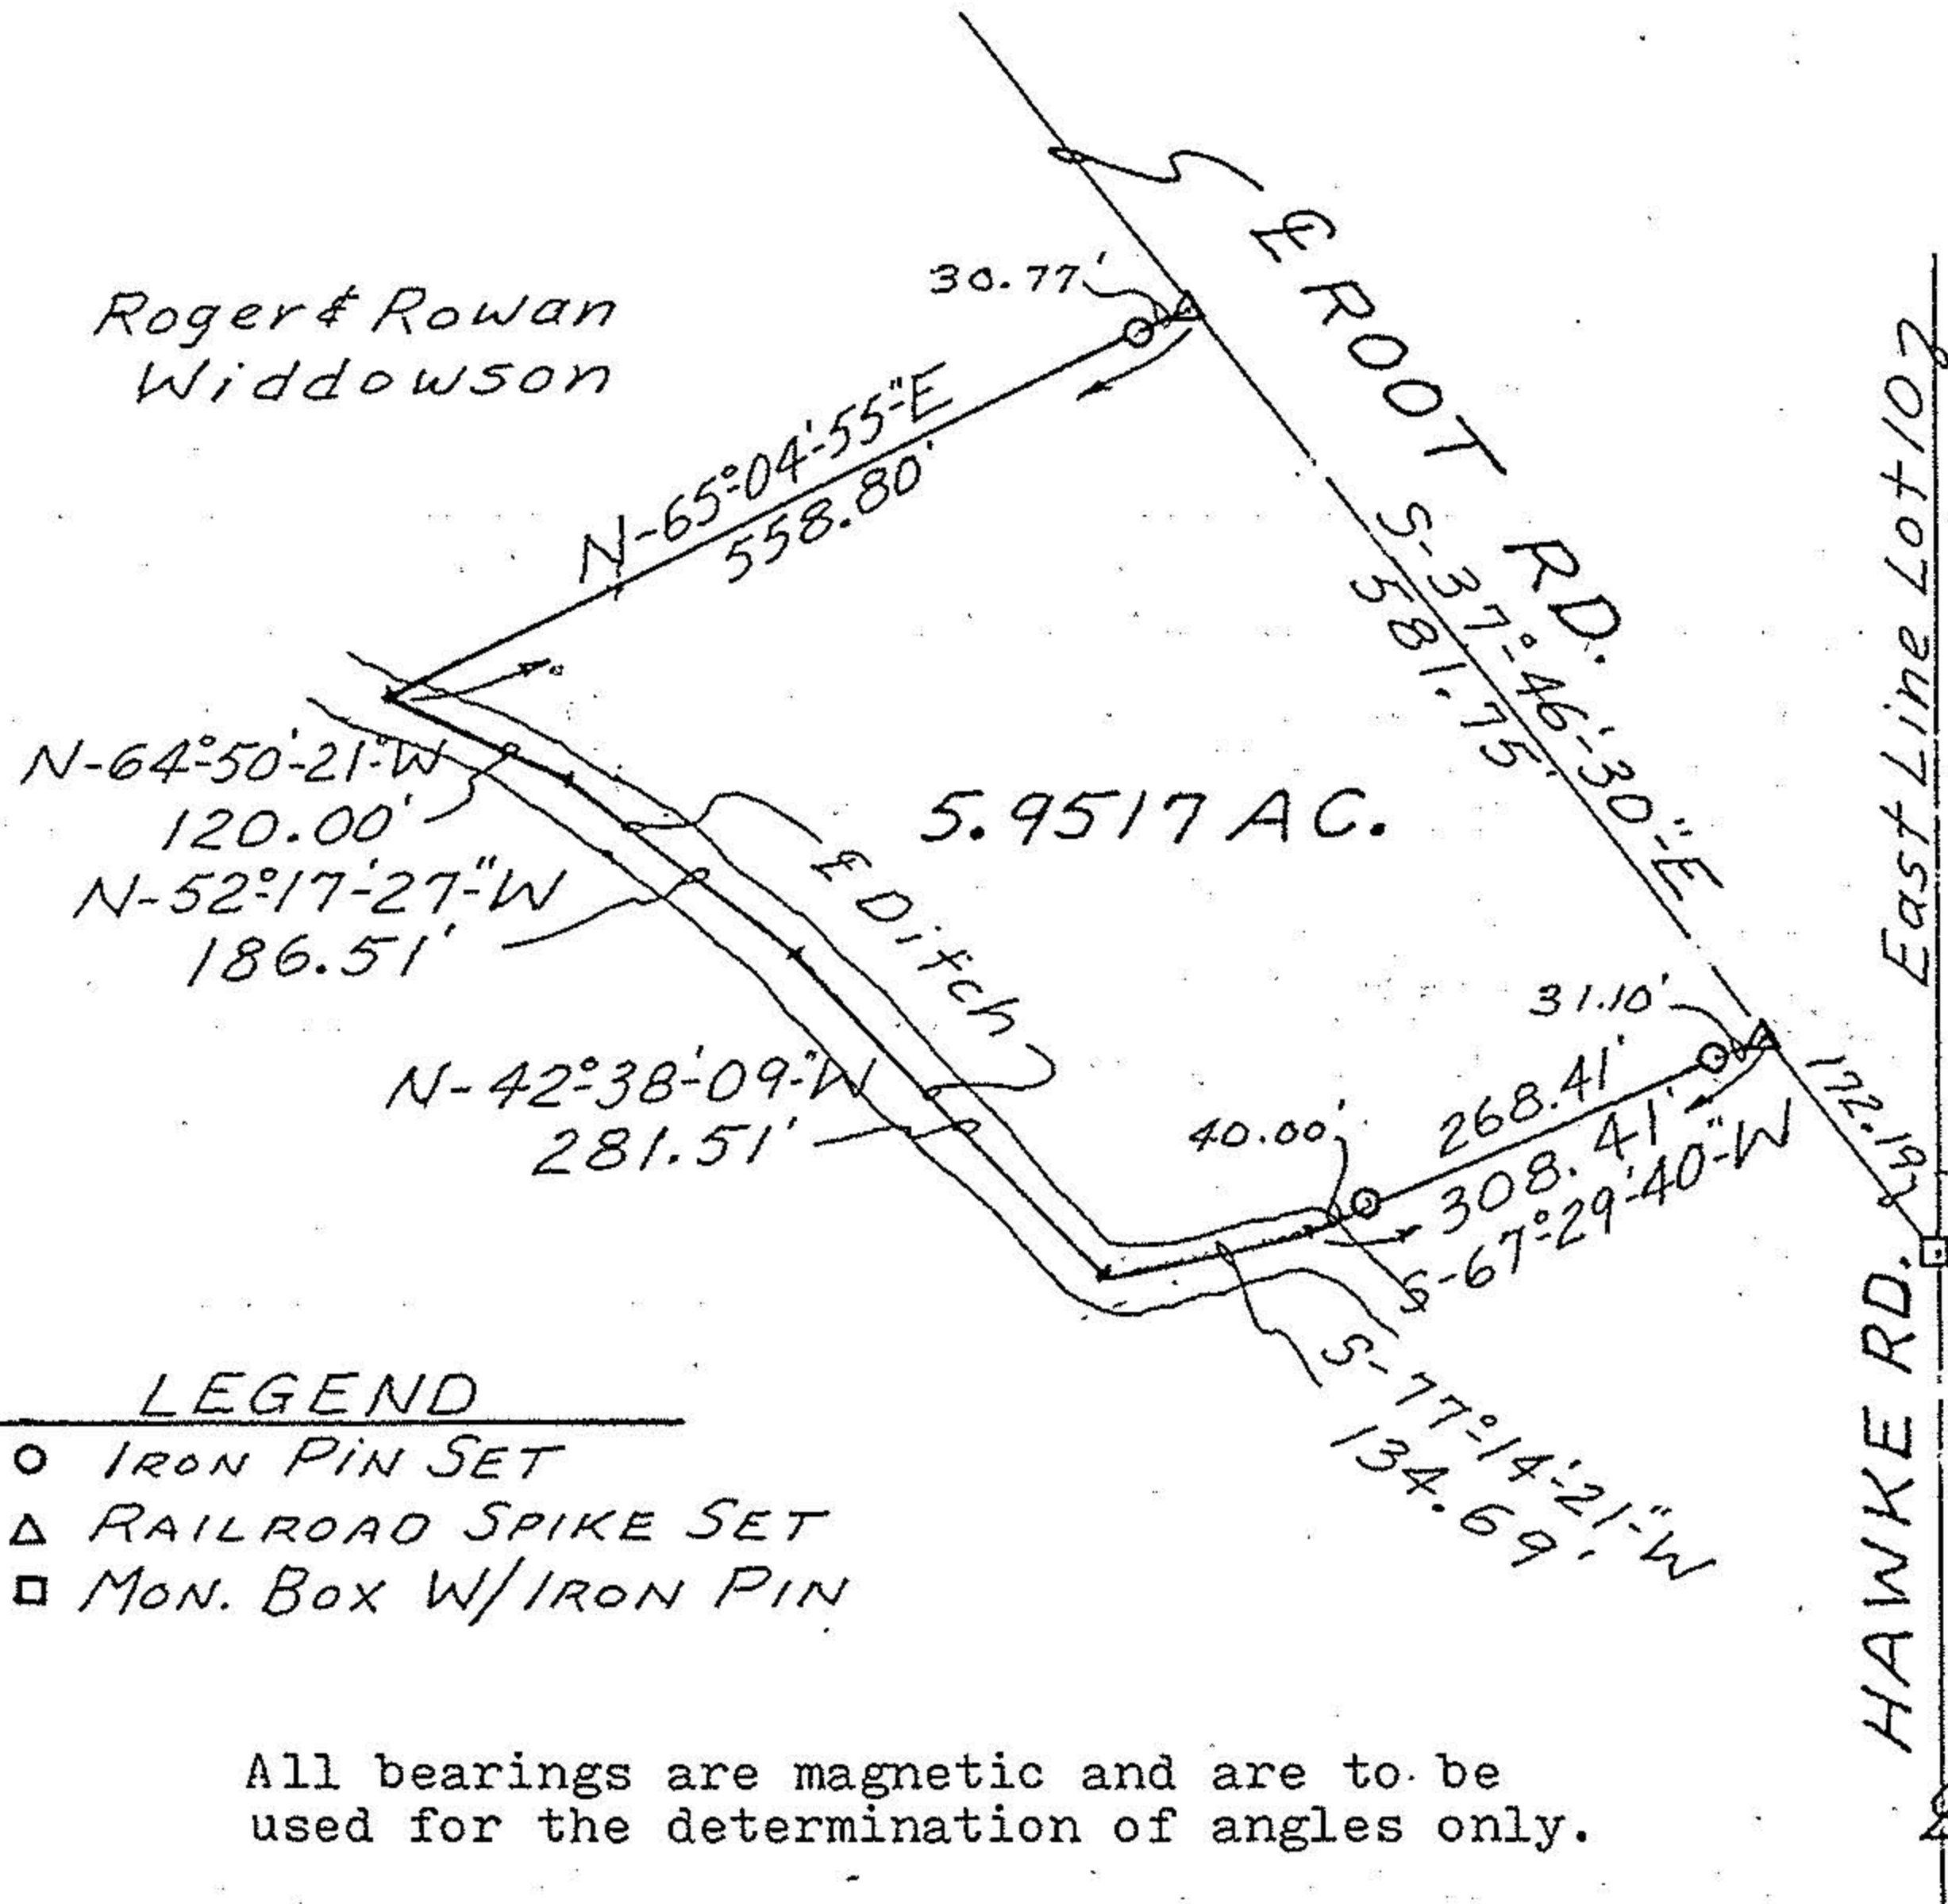 ℄ ROOT RD.
30.77'
Roger & Rowan
Widdowson
N-65°-04'-55"-E
558.80'
S-37°-46'-30"-E
581.75'
East Line Lot 102
N-64°-50'-21"-W
120.00'
N-52°-17'-27"-W
186.51'
5.9517 AC.
℄ Ditch
31.10'
172.19'
N-42°-38'-09"-W
281.51'
40.00'
268.41'
308.41'
S-67°-29'-40"-W
S-77°-14'-21"-W
134.69'
HAWKE RD.
LEGEND
○ IRON PIN SET
△ RAILROAD SPIKE SET
□ MON. BOX W/IRON PIN
All bearings are magnetic and are to be
used for the determination of angles only.